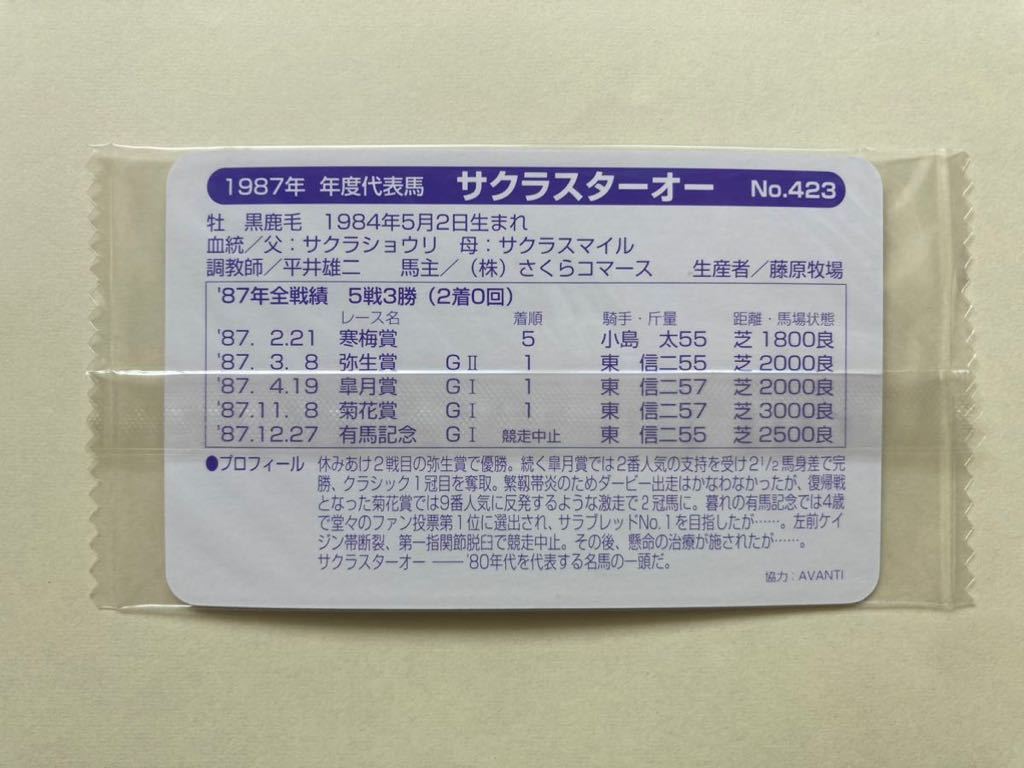 1987年 年度代表馬 サクラスターオー No.423
牡 黒鹿毛 1984年5月2日生まれ
血統／父：サクラショウリ 母：サクラスマイル
調教師／平井雄二 馬主／（株）さくらコマース 生産者／藤原牧場
'87年全戦績 5戦3勝（2着0回）
レース名 着順 騎手・斤量 距離・馬場状態
'87. 2.21 寒梅賞 5 小島 太55 芝1800良
'87. 3. 8 弥生賞 GⅡ 1 東 信二55 芝2000良
'87. 4.19 皐月賞 GⅠ 1 東 信二57 芝2000良
'87.11. 8 菊花賞 GⅠ 1 東 信二57 芝3000良
'87.12.27 有馬記念 GⅠ 競走中止 東 信二55 芝2500良
●プロフィール 休みあけ2戦目の弥生賞で優勝。続く皐月賞では2番人気の支持を受け2 1/2馬身差で完
勝、クラシック1冠目を奪取。繋靱帯炎のためダービー出走はかなわなかったが、復帰戦
となった菊花賞では9番人気に反発するような激走で2冠馬に。暮れの有馬記念では4歳
で堂々のファン投票第1位に選出され、サラブレッドNo.1を目指したが……。左前ケイ
ジン帯断裂、第一指関節脱臼で競走中止。その後、懸命の治療が施されたが……。
サクラスターオー ――'80年代を代表する名馬の一頭だ。
協力：AVANTI